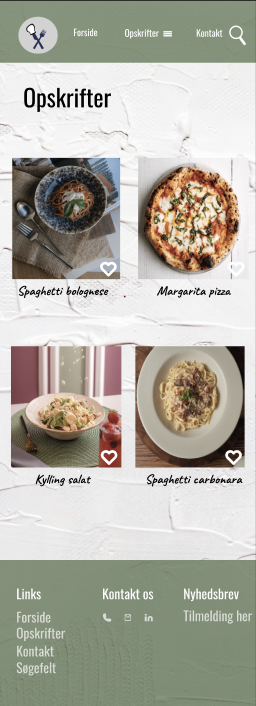 Forside Opskrifter Kontakt
Opskrifter
Spaghetti bolognese Margarita pizza
Kylling salat Spaghetti carbonara
Links Kontakt os Nyhedsbrev
Forside Tilmelding her
Opskrifter
Kontakt
Søgefelt